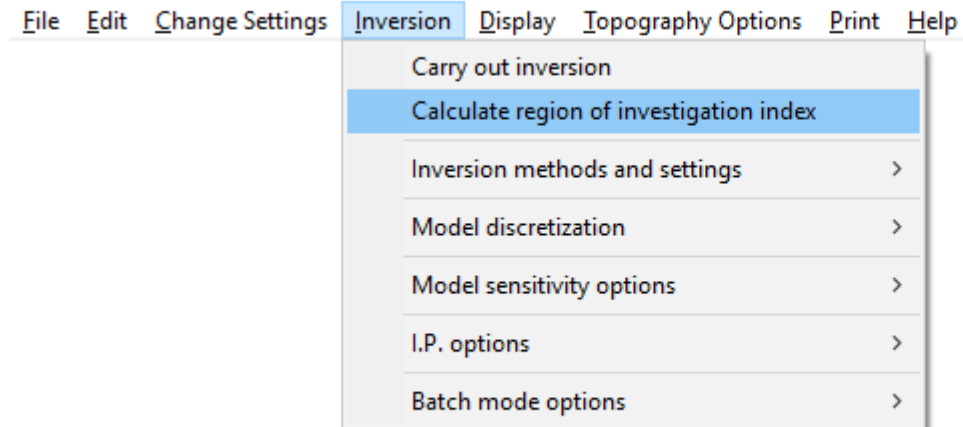 File Edit Change Settings Inversion Display Topography Options Print Help
Carry out inversion
Calculate region of investigation index
Inversion methods and settings
Model discretization
Model sensitivity options
I.P. options
Batch mode options